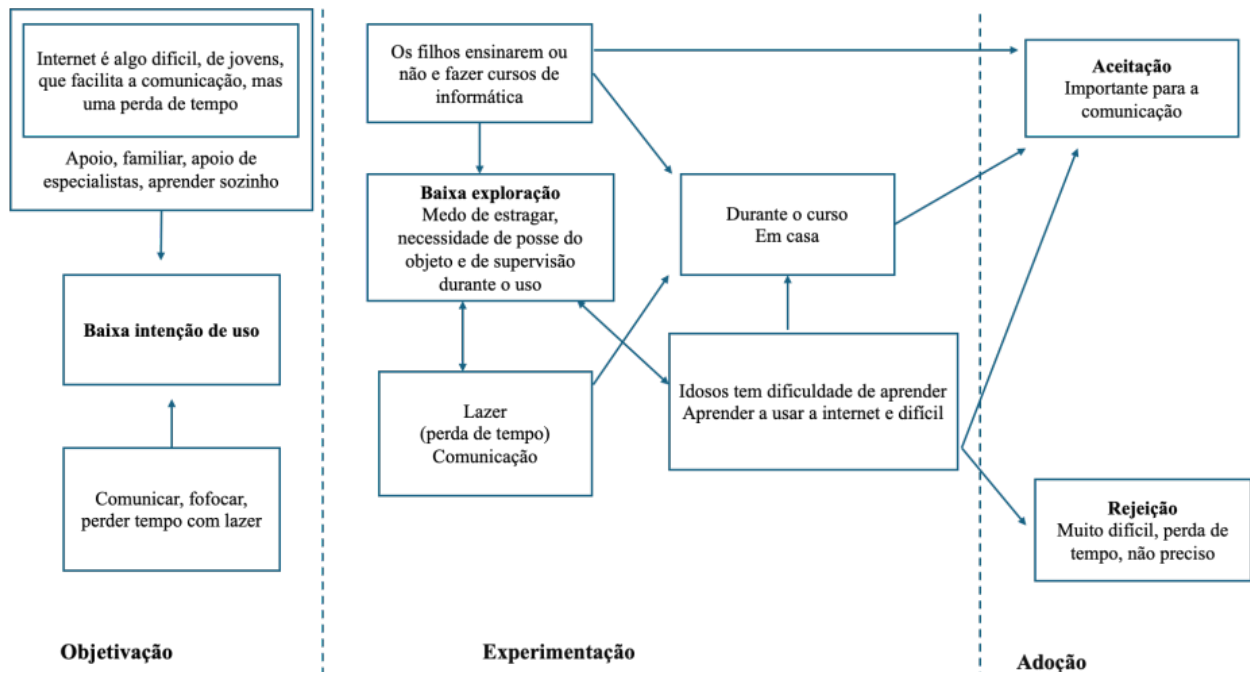 Internet é algo difícil, de jovens,
que facilita a comunicação, mas
uma perda de tempo
Apoio, familiar, apoio de
especialistas, aprender sozinho
Baixa intenção de uso
Comunicar, fofocar,
perder tempo com lazer
Objetivação
Os filhos ensinarem ou
não e fazer cursos de
informática
Baixa exploração
Medo de estragar,
necessidade de posse do
objeto e de supervisão
durante o uso
Lazer
(perda de tempo)
Comunicação
Durante o curso
Em casa
Idosos tem dificuldade de aprender
Aprender a usar a internet e difícil
Experimentação
Aceitação
Importante para a
comunicação
Rejeição
Muito difícil, perda de
tempo, não preciso
Adoção